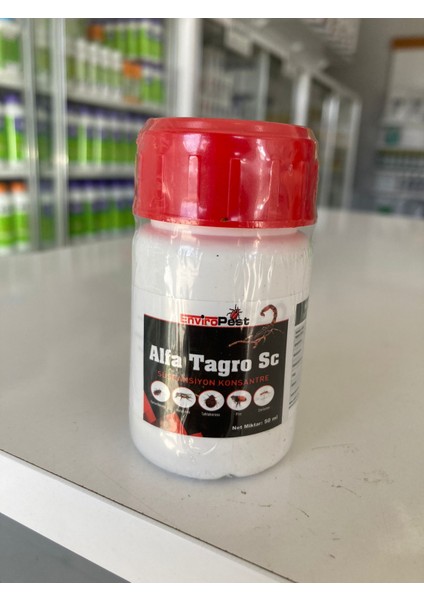 EnviroPest
Alfa Tagro Sc
SÜSPANSİYON KONSANTRE
Net Miktar: 50 ml